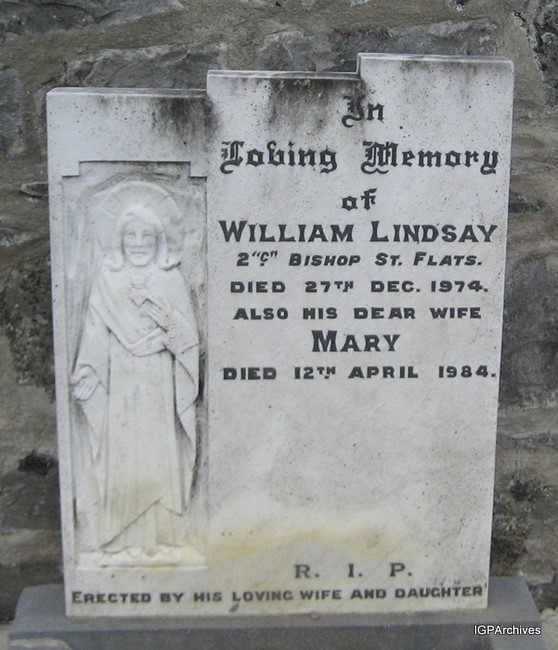 In
Loving Memory
of
WILLIAM LINDSAY
2"C" BISHOP ST. FLATS.
DIED 27TH DEC. 1974.
ALSO HIS DEAR WIFE
MARY
DIED 12TH APRIL 1984.
R. I. P.
ERECTED BY HIS LOVING WIFE AND DAUGHTER
IGPArchives